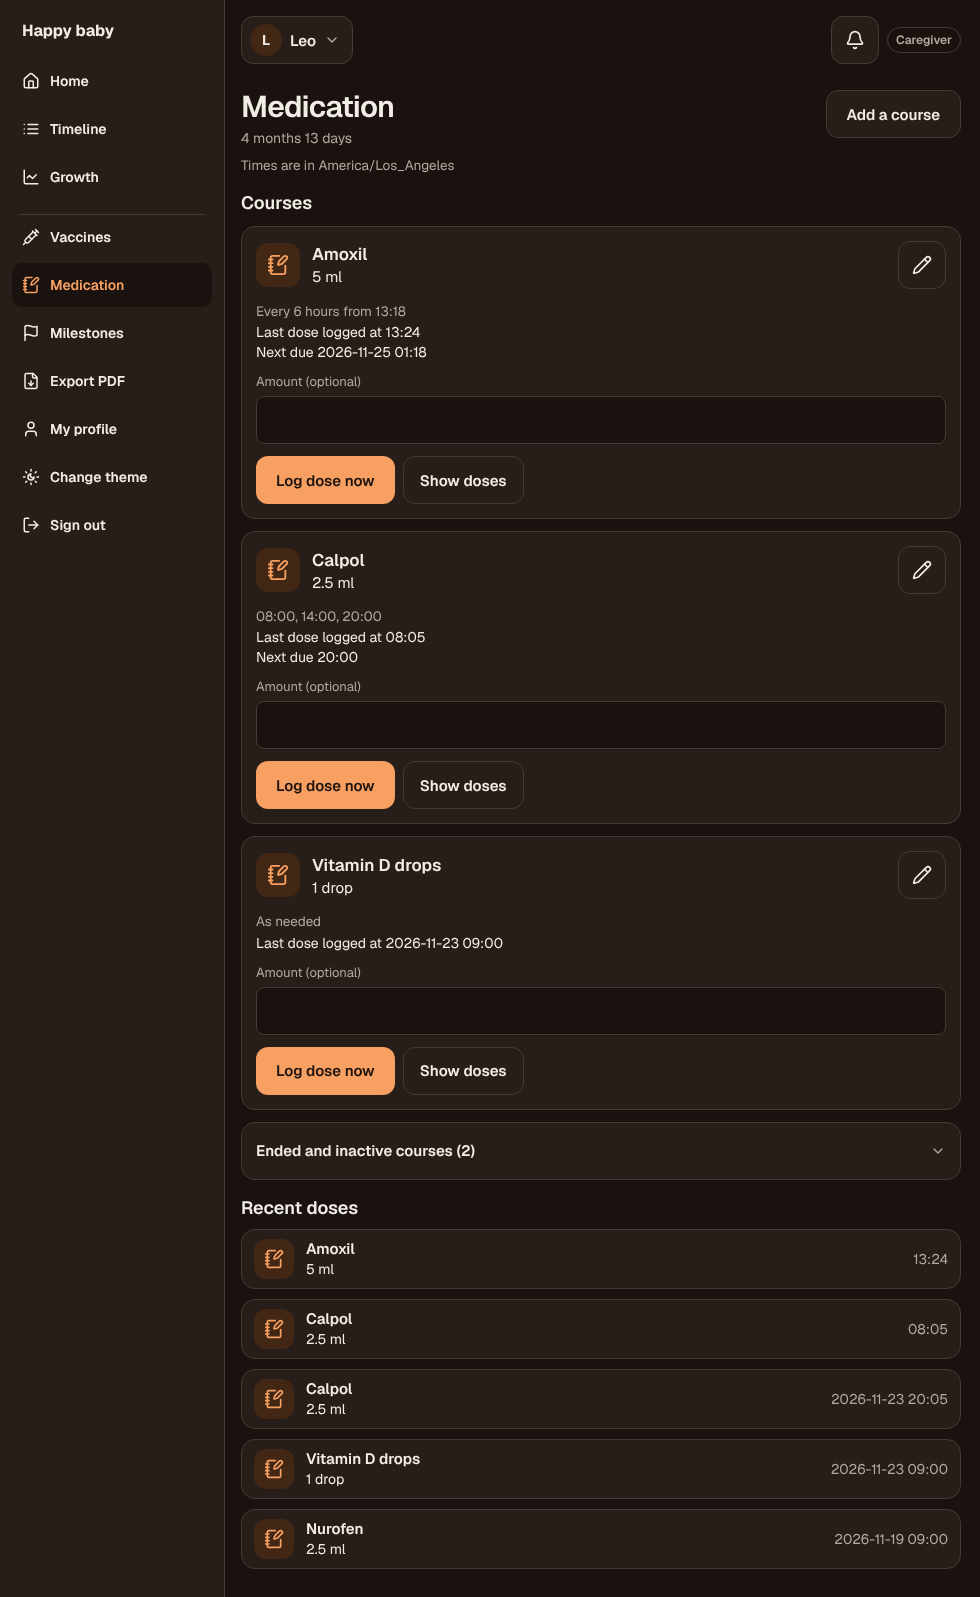 Happy baby
Home
Timeline
Growth
Vaccines
Medication
Milestones
Export PDF
My profile
Change theme
Sign out
L
Leo
Caregiver
Medication
4 months 13 days
Times are in America/Los_Angeles
Add a course
Courses
Amoxil
5 ml
Every 6 hours from 13:18
Last dose logged at 13:24
Next due 2026-11-25 01:18
Amount (optional)
Log dose now
Show doses
Calpol
2.5 ml
08:00, 14:00, 20:00
Last dose logged at 08:05
Next due 20:00
Amount (optional)
Log dose now
Show doses
Vitamin D drops
1 drop
As needed
Last dose logged at 2026-11-23 09:00
Amount (optional)
Log dose now
Show doses
Ended and inactive courses (2)
Recent doses
Amoxil
5 ml
13:24
Calpol
2.5 ml
08:05
Calpol
2.5 ml
2026-11-23 20:05
Vitamin D drops
1 drop
2026-11-23 09:00
Nurofen
2.5 ml
2026-11-19 09:00